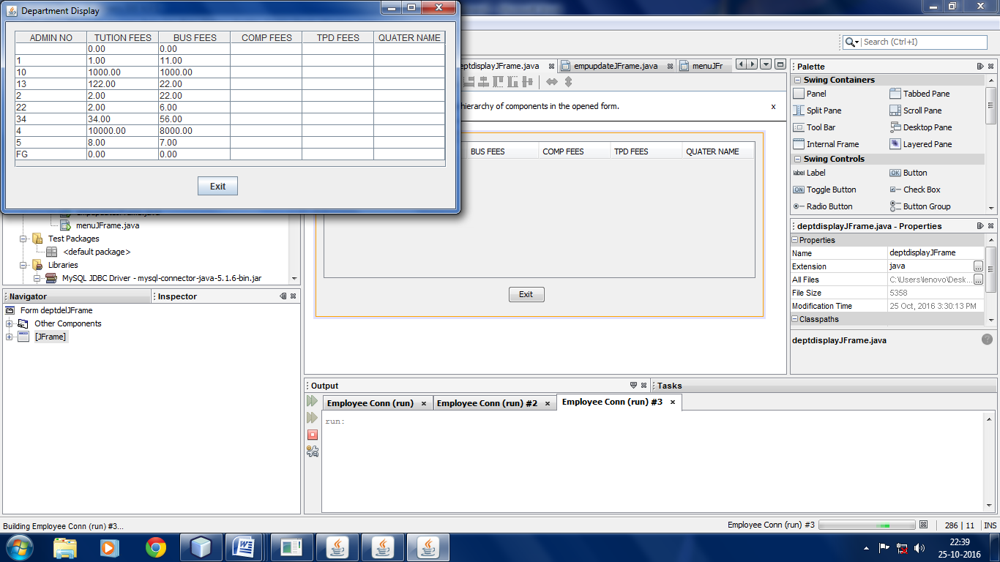 Department Display
ADMIN NO TUTION FEES BUS FEES COMP FEES TPD FEES QUATER NAME
0.00 0.00
1 1.00 11.00
10 1000.00 1000.00
13 122.00 22.00
2 2.00 22.00
22 2.00 6.00
34 34.00 56.00
4 10000.00 8000.00
5 8.00 7.00
FG 0.00 0.00
Exit
Search (Ctrl+I)
deptdisplayJFrame.java empupdateJFrame.java menuJFr
hierarchy of components in the opened form. x
BUS FEES COMP FEES TPD FEES QUATER NAME
Exit
menuJFrame.java
Test Packages
<default package>
Libraries
MySQL JDBC Driver - mysql-connector-java-5.1.6-bin.jar
Navigator Inspector
Form deptdelJFrame
Other Components
[JFrame]
Palette
Swing Containers
Panel Tabbed Pane
Split Pane Scroll Pane
Tool Bar Desktop Pane
Internal Frame Layered Pane
Swing Controls
label Label OK Button
ON Toggle Button Check Box
Radio Button Button Group
deptdisplayJFrame.java - Properties
Properties
Name deptdisplayJFrame
Extension java ...
All Files C:\Users\lenovo\Desk... ...
File Size 5358
Modification Time 25 Oct, 2016 3:30:13 PM
Classpaths
deptdisplayJFrame.java
Output Tasks
Employee Conn (run) Employee Conn (run) #2 Employee Conn (run) #3
run:
Building Employee Conn (run) #3... Employee Conn (run) #3 286 | 11 INS
22:39
25-10-2016